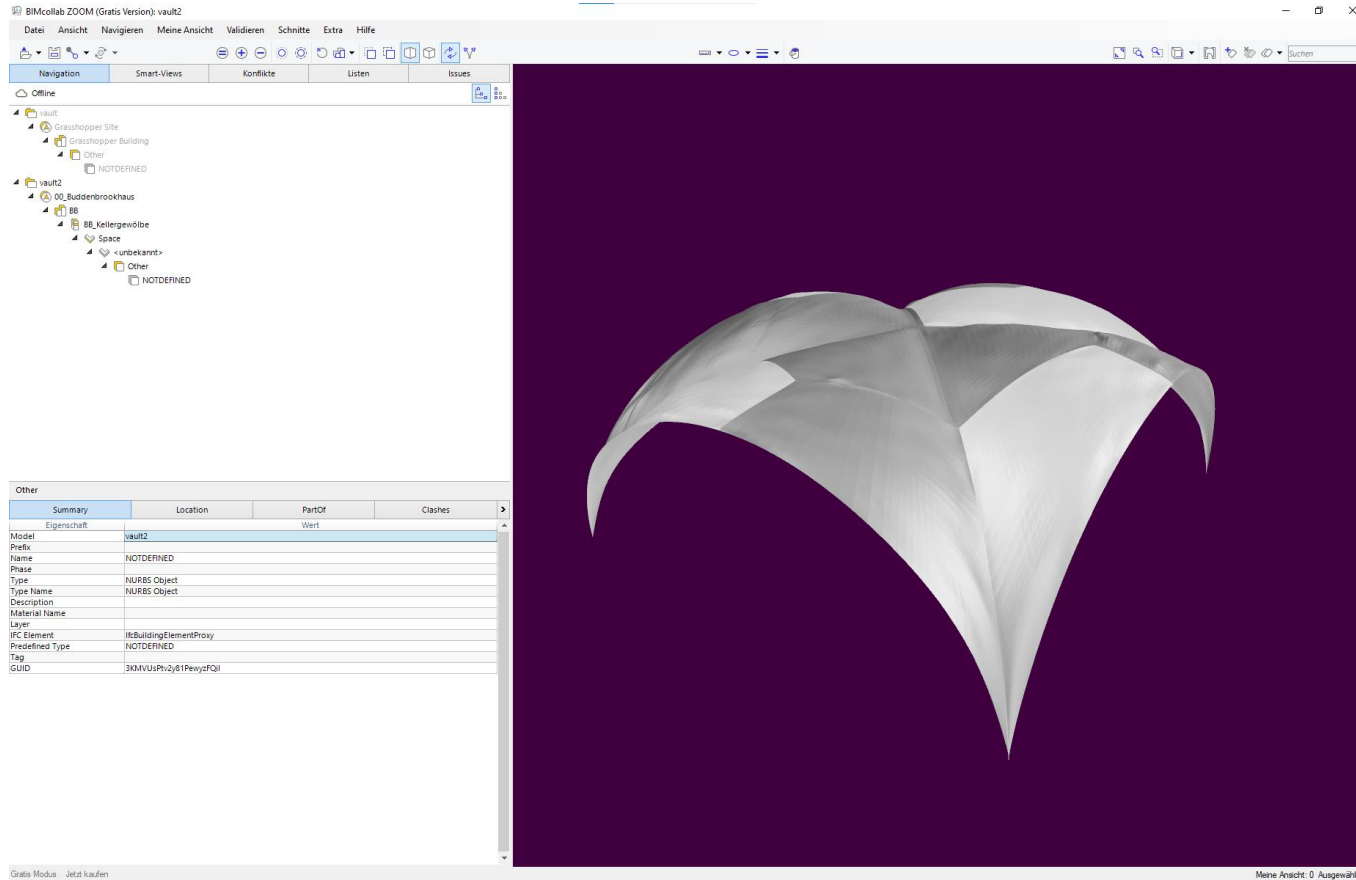 BIMcollab ZOOM (Gratis Version): vault2
Datei Ansicht Navigieren Meine Ansicht Validieren Schnitte Extra Hilfe
Suchen
Navigation Smart-Views Konflikte Listen Issues
Offline
vault
Grasshopper Site
Grasshopper Building
Other
NOTDEFINED
vault2
00_Buddenbrookhaus
BB
BB_Kellergewölbe
Space
<unbekannt>
Other
NOTDEFINED
Other
Summary Location PartOf Clashes
Eigenschaft Wert
Model vault2
Prefix
Name NOTDEFINED
Phase
Type NURBS Object
Type Name NURBS Object
Description
Material Name
Layer
IFC Element IfcBuildingElementProxy
Predefined Type NOTDEFINED
Tag
GUID 3KMVUsPtv2y81PewyzFQil
Gratis Modus Jetzt kaufen
Meine Ansicht: 0 Ausgewähl